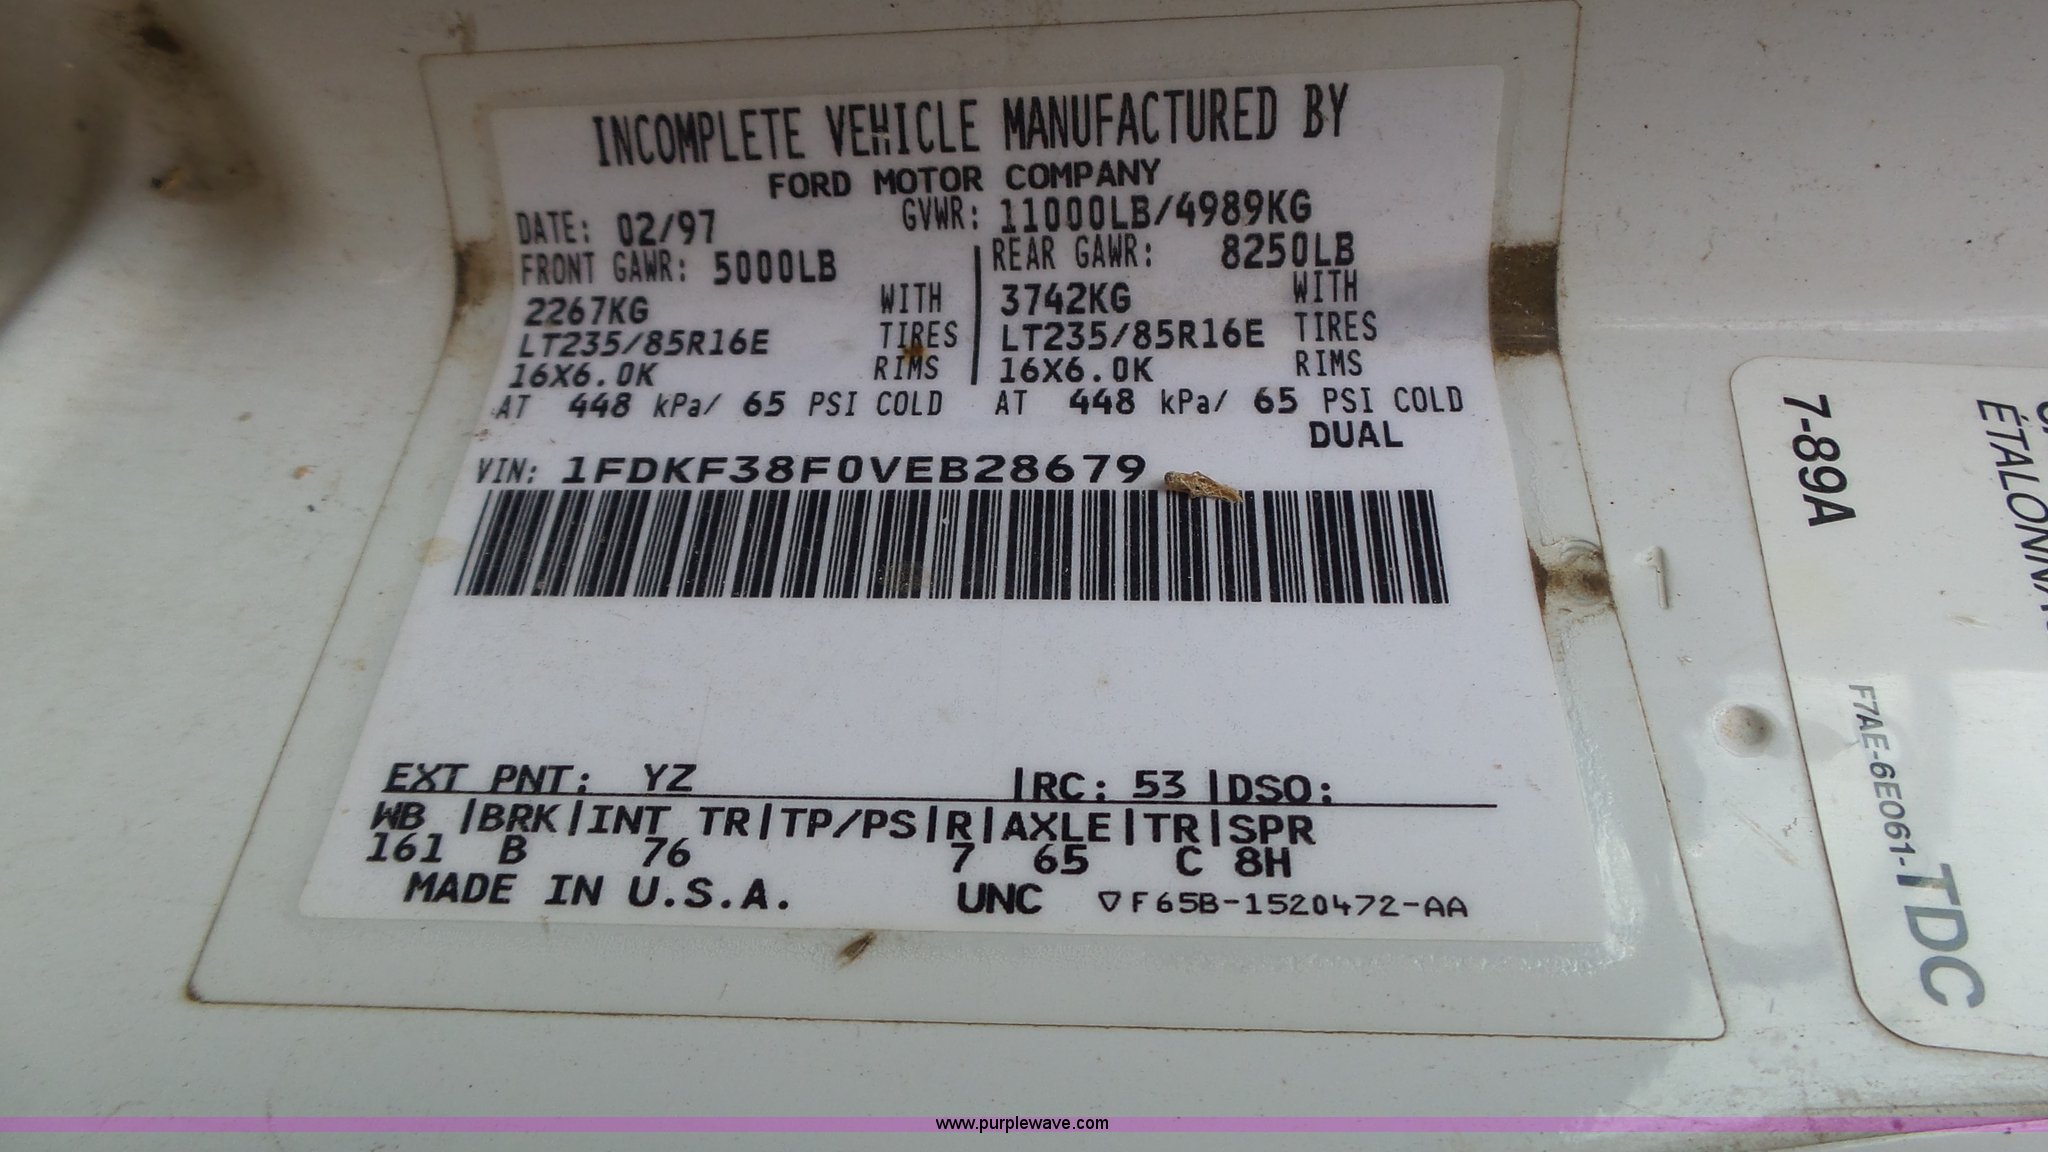 INCOMPLETE VEHICLE MANUFACTURED BY
FORD MOTOR COMPANY
DATE: 02/97 GVWR: 11000LB/4989KG
FRONT GAWR: 5000LB REAR GAWR: 8250LB
2267KG WITH 3742KG WITH
LT235/85R16E TIRES LT235/85R16E TIRES
16X6.0K RIMS 16X6.0K RIMS
AT 448 kPa/ 65 PSI COLD AT 448 kPa/ 65 PSI COLD
DUAL
VIN: 1FDKF38F0VEB28679
EXT PNT: YZ |RC: 53 |DSO:
WB |BRK|INT TR|TP/PS|R|AXLE|TR|SPR
161 B 76 7 65 C 8H
MADE IN U.S.A. UNC ▽F65B-1520472-AA
7-89A
F7AE-6E061-
TDC
www.purplewave.com